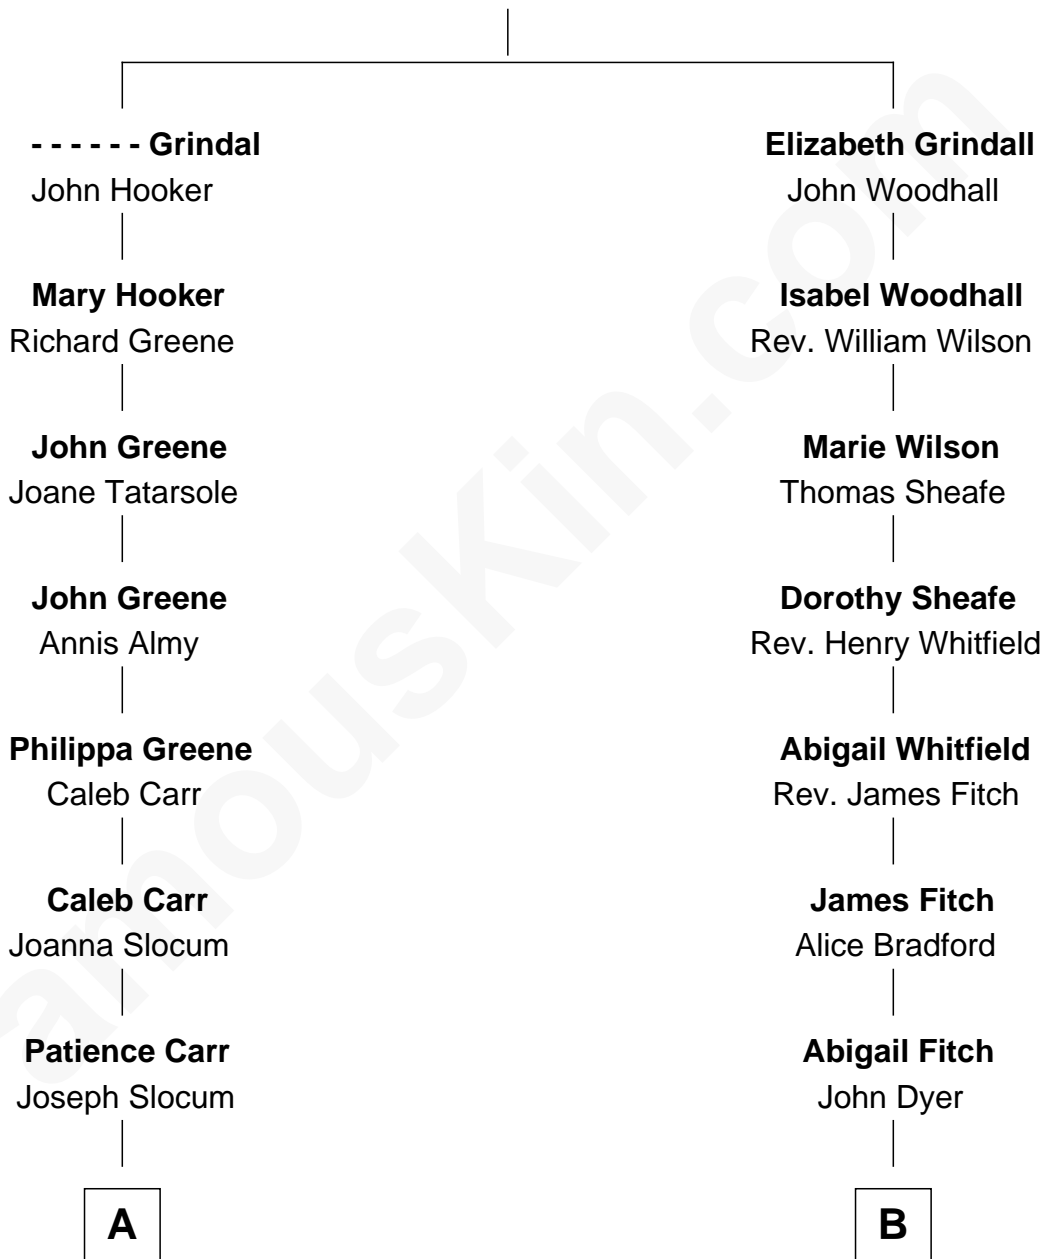 - - - - - - Grindal
John Hooker
Mary Hooker
Richard Greene
John Greene
Joane Tatarsole
John Greene
Annis Almy
Philippa Greene
Caleb Carr
Caleb Carr
Joanna Slocum
Patience Carr
Joseph Slocum
A
Elizabeth Grindall
John Woodhall
Isabel Woodhall
Rev. William Wilson
Marie Wilson
Thomas Sheafe
Dorothy Sheafe
Rev. Henry Whitfield
Abigail Whitfield
Rev. James Fitch
James Fitch
Alice Bradford
Abigail Fitch
John Dyer
B
amousKin.com